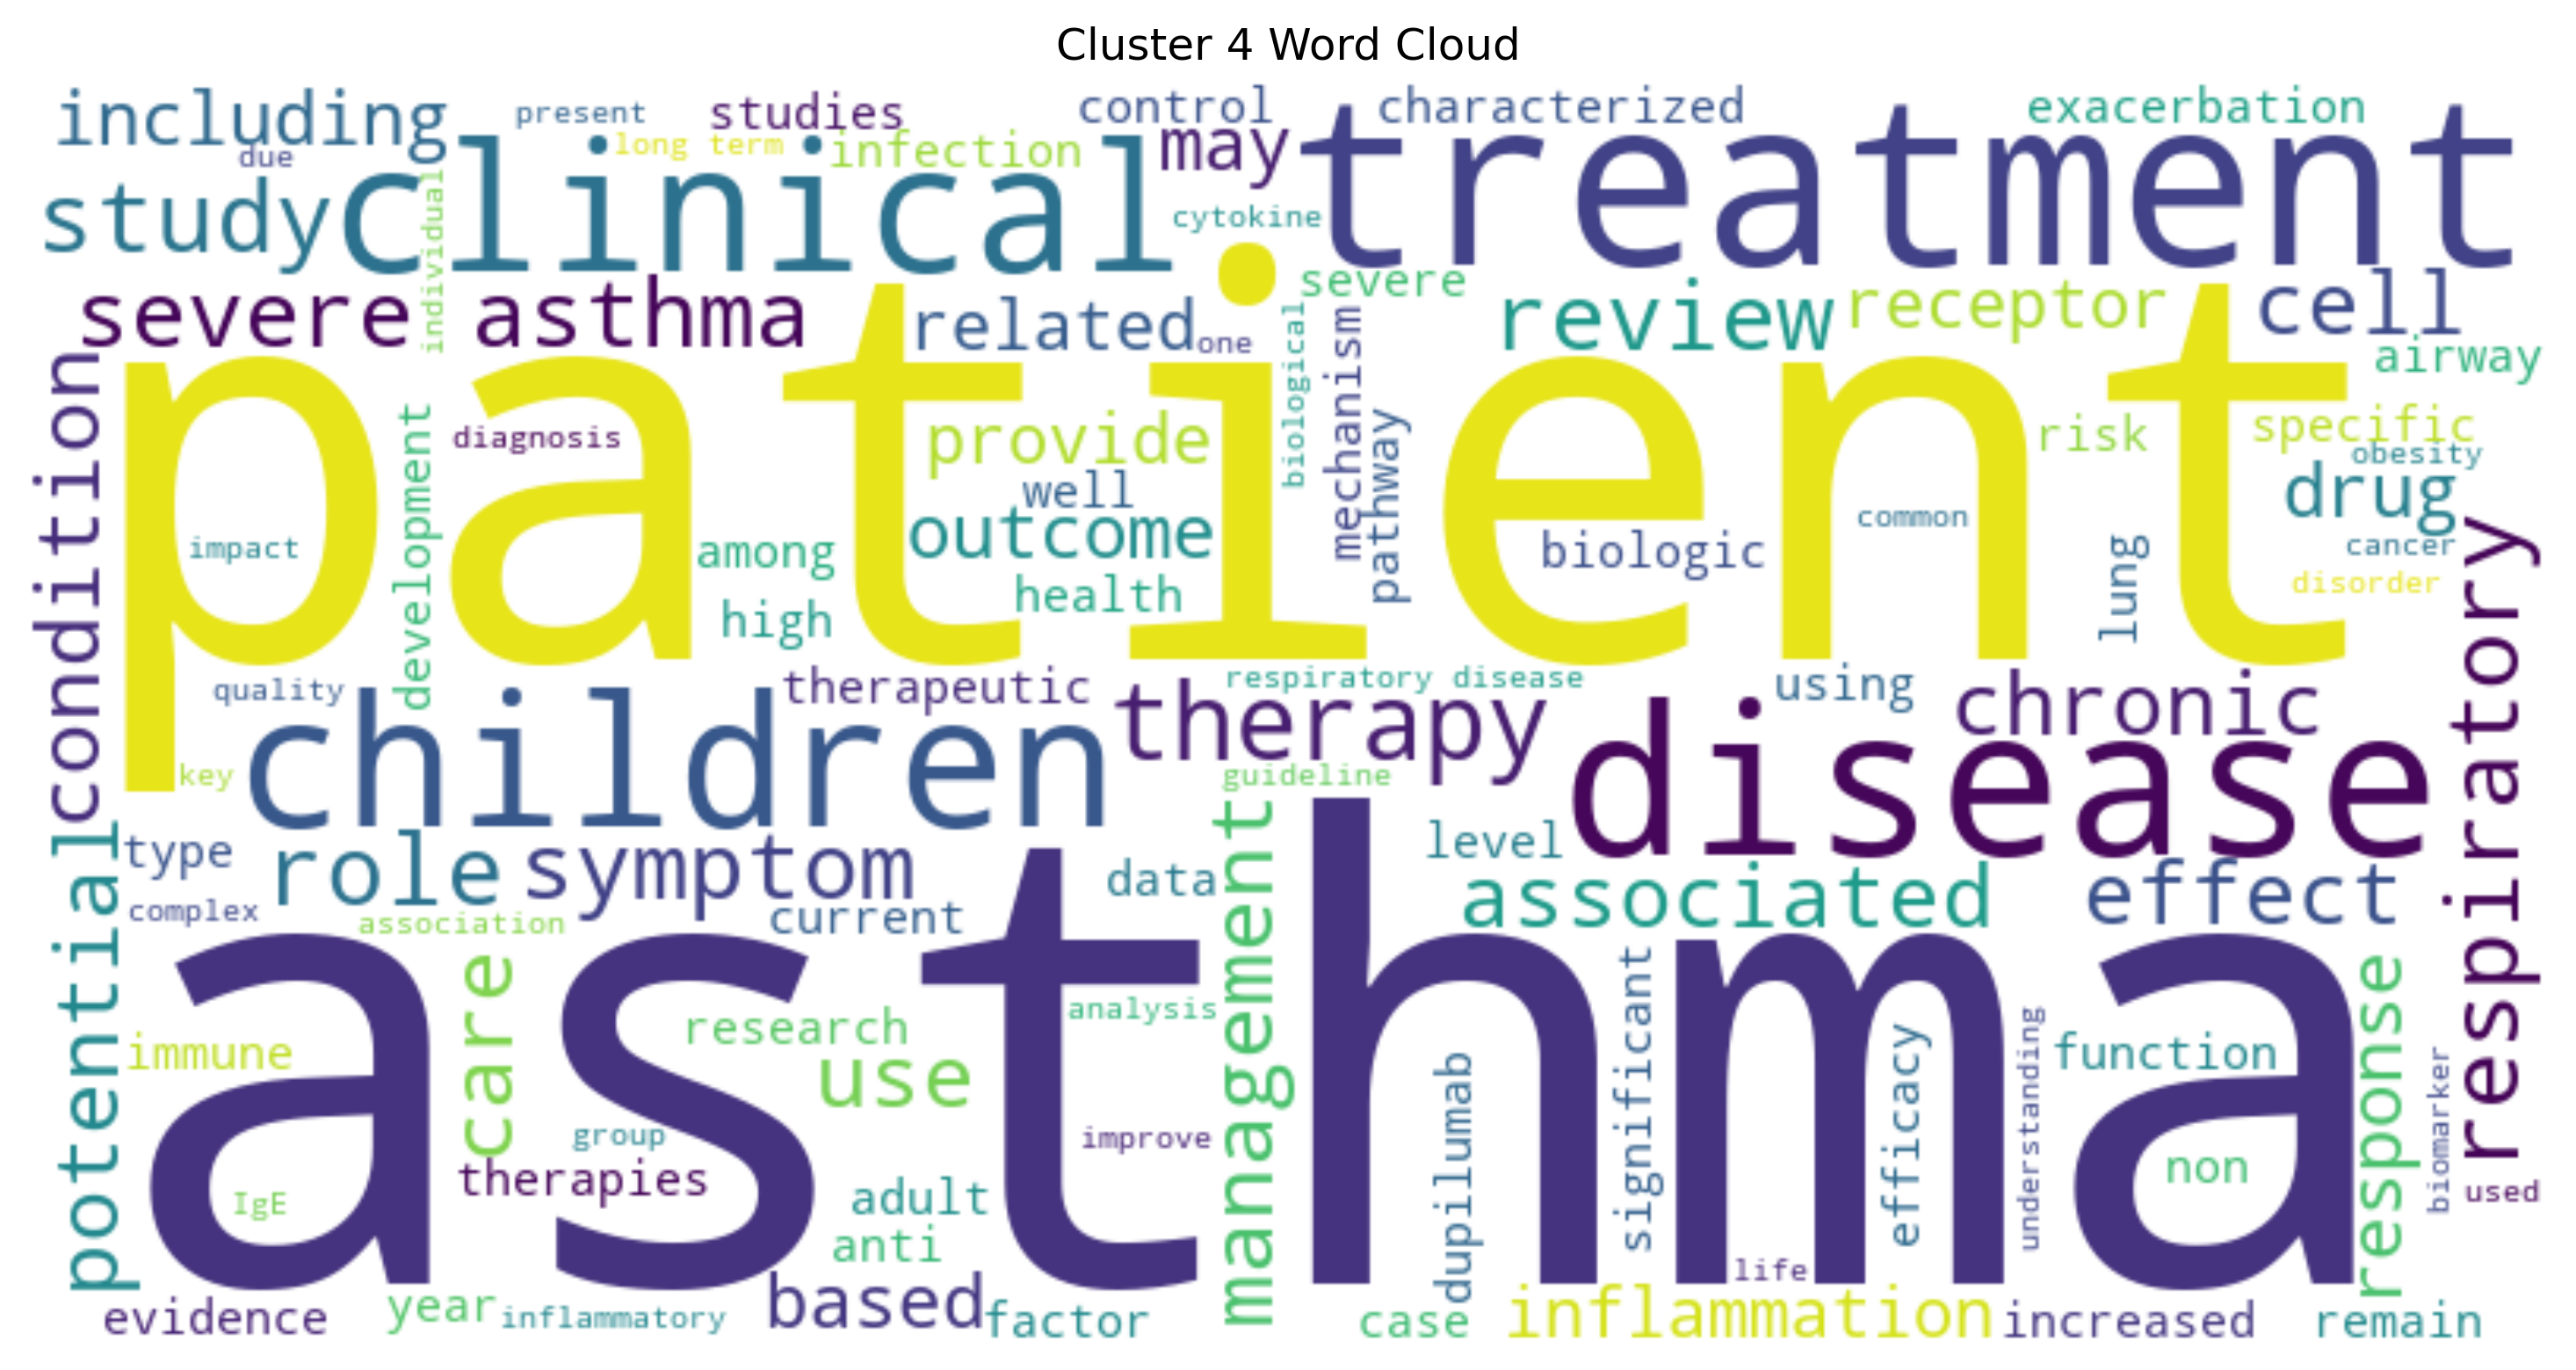 Cluster 4 Word Cloud
including
present
studies
control
characterized
exacerbation
due
long term
infection
may
treatment
clinical
study
individual
cytokine
severe asthma
related
one
severe
review
receptor
cell
airway
patient
condition
development
diagnosis
provide
well
outcome
among
health
high
impact
biological
mechanism
pathway
biologic
common
risk
specific
obesity
drug
cancer
disorder
lung
respiratory
quality
therapeutic
respiratory disease
using
chronic
children
therapy
disease
key
guideline
management
level
type
role
symptom
data
associated
effect
complex
association
current
potential
asthma
care
research
analysis
immune
use
significant
efficacy
understanding
function
response
biomarker
dupilumab
group
improve
therapies
IgE
adult
anti
non
used
life
evidence
year
inflammatory
based
factor
case
inflammation
increased
remain